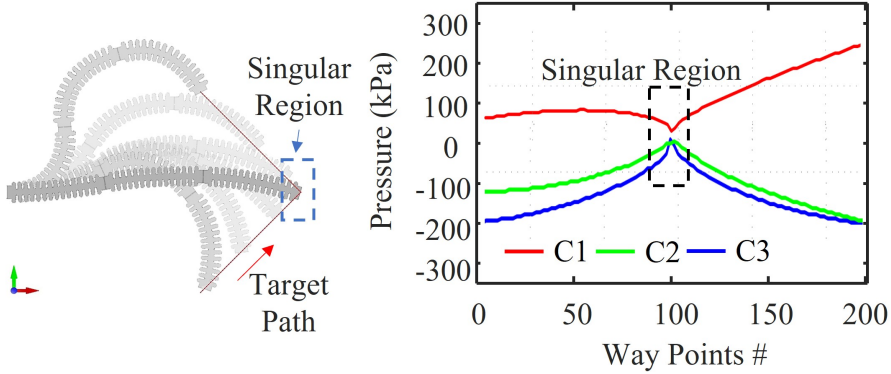 Singular
Region
Target
Path
Pressure (kPa)
300
200
100
0
-100
-200
-300
Singular Region
C1 C2 C3
0 50 100 150 200
Way Points #